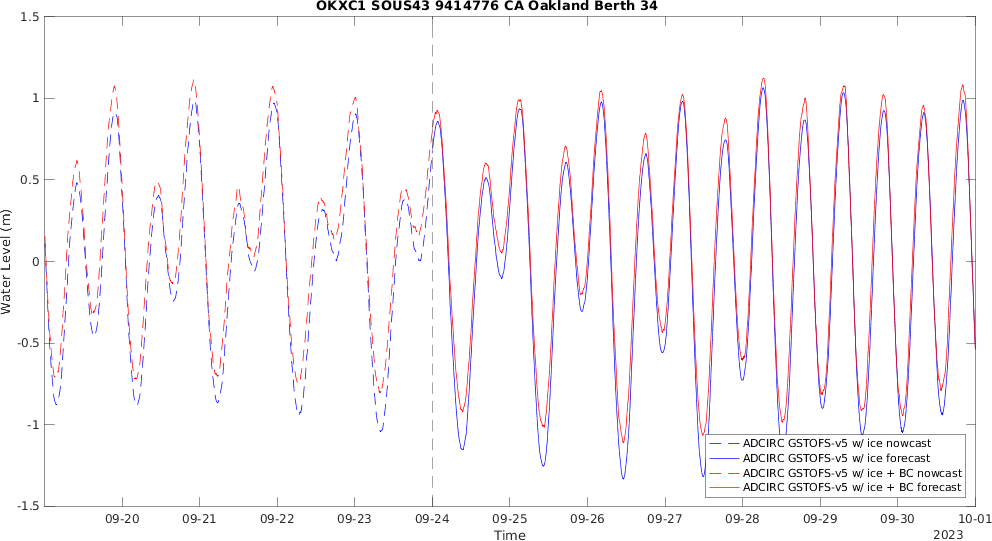 OKXC1 SOUS43 9414776 CA Oakland Berth 34
1.5
1
0.5
0
-0.5
-1
-1.5
Water Level (m)
ADCIRC GSTOFS-v5 w/ ice nowcast
ADCIRC GSTOFS-v5 w/ ice forecast
ADCIRC GSTOFS-v5 w/ ice + BC nowcast
ADCIRC GSTOFS-v5 w/ ice + BC forecast
09-20 09-21 09-22 09-23 09-24 09-25 09-26 09-27 09-28 09-29 09-30 10-01
Time 2023